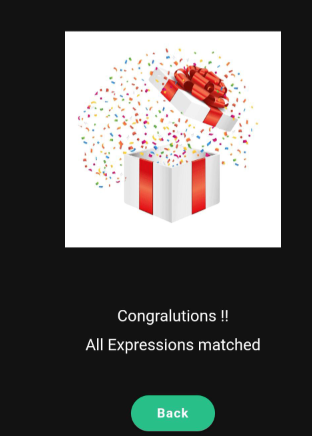 Congralutions !!
All Expressions matched
Back